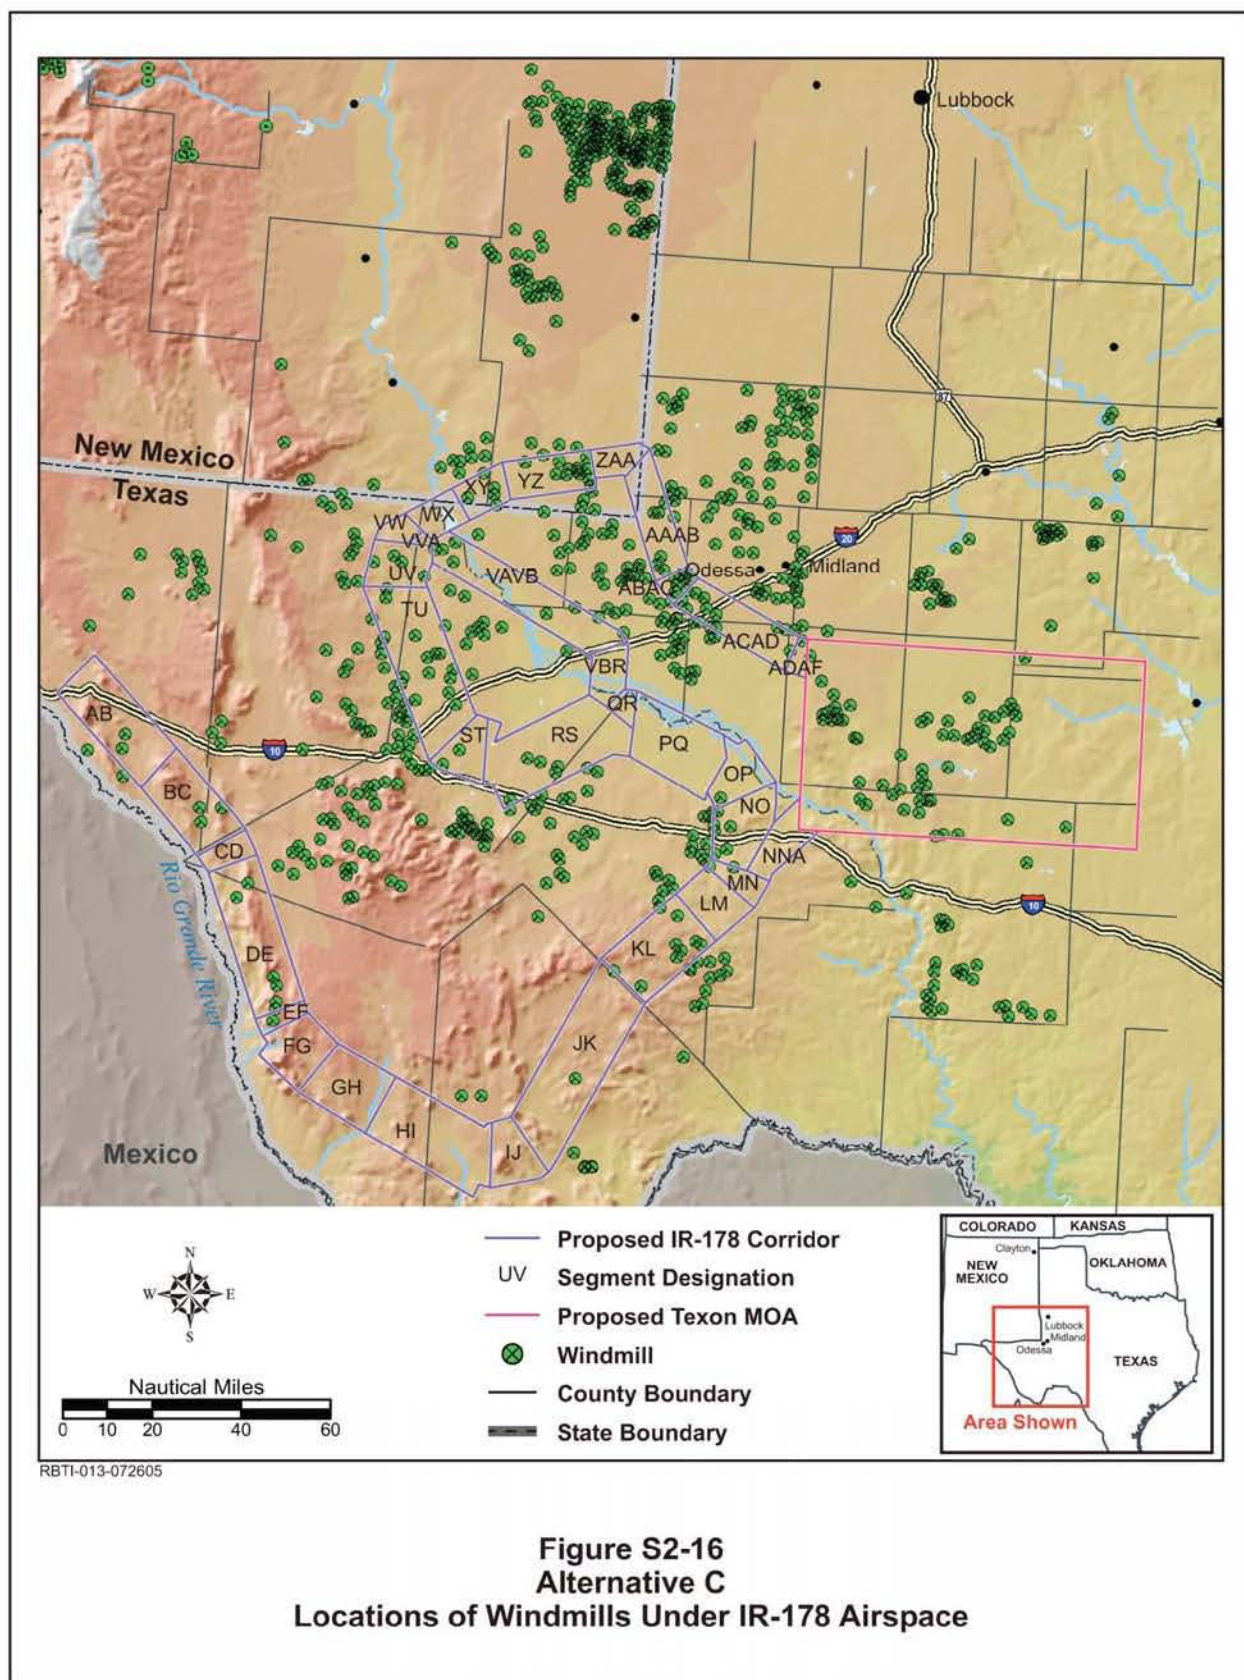 Lubbock
87
New Mexico
Texas
ZAA
YZ
XY
WX
VW
VVA
AAAB
20
Odessa
Midland
UV
VAVB
ABAC
TU
ACAD
VBR
ADAF
QR
AB
ST
RS
PQ
10
OP
BC
NO
CD
NNA
MN
LM
10
Rio Grande River
KL
DE
EF
FG
JK
GH
HI
IJ
Mexico
N
W E
S
Nautical Miles
0 10 20 40 60
Proposed IR-178 Corridor
UV Segment Designation
Proposed Texon MOA
Windmill
County Boundary
State Boundary
COLORADO KANSAS
Clayton
NEW
MEXICO
OKLAHOMA
Lubbock
Midland
Odessa
TEXAS
Area Shown
RBTI-013-072605
Figure S2-16
Alternative C
Locations of Windmills Under IR-178 Airspace